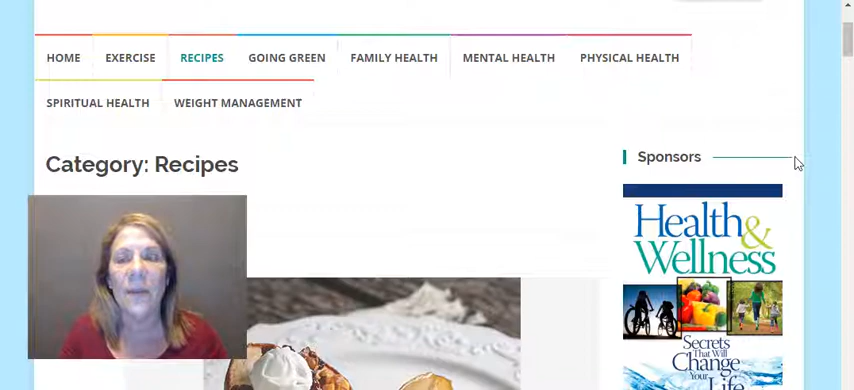 HOME EXERCISE RECIPES GOING GREEN FAMILY HEALTH MENTAL HEALTH PHYSICAL HEALTH
SPIRITUAL HEALTH WEIGHT MANAGEMENT
Category: Recipes
Sponsors
Health &
Wellness
Secrets
That Will
Change
Your
Life